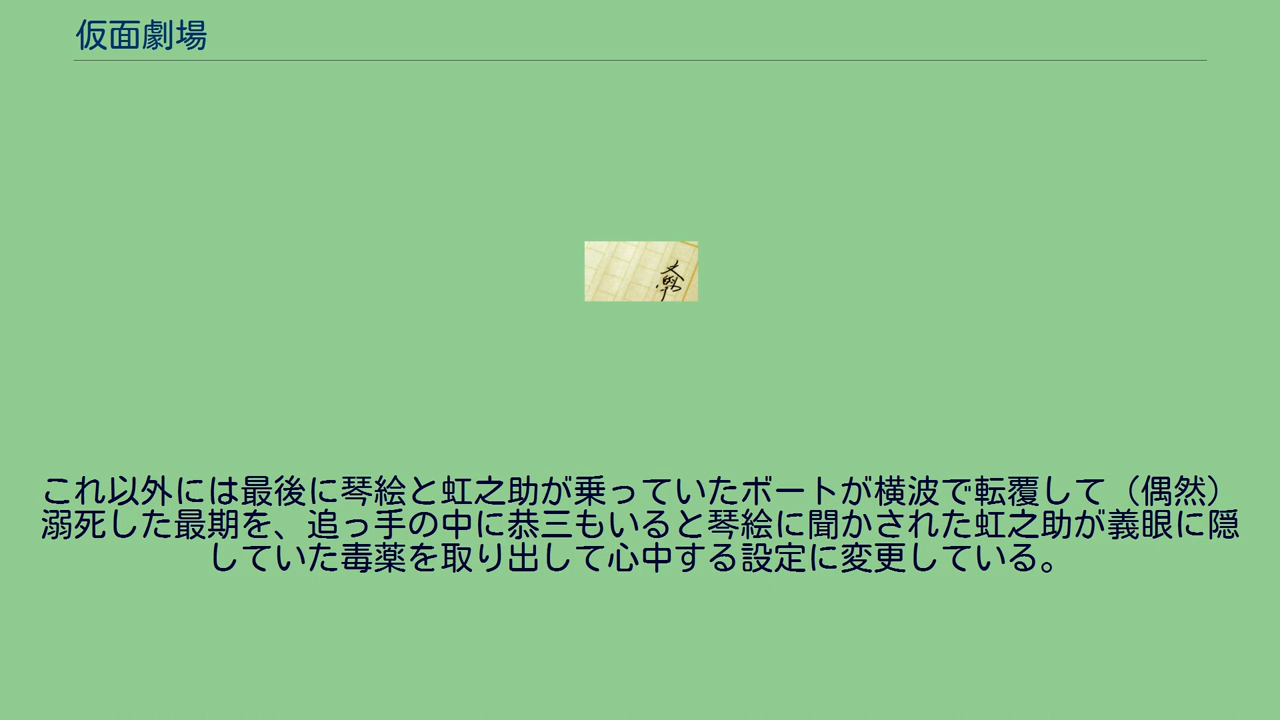 仮面劇場
これ以外には最後に琴絵と虹之助が乗っていたボートが横波で転覆して（偶然）
溺死した最期を、追っ手の中に恭三もいると琴絵に聞かされた虹之助が義眼に隠
していた毒薬を取り出して心中する設定に変更している。